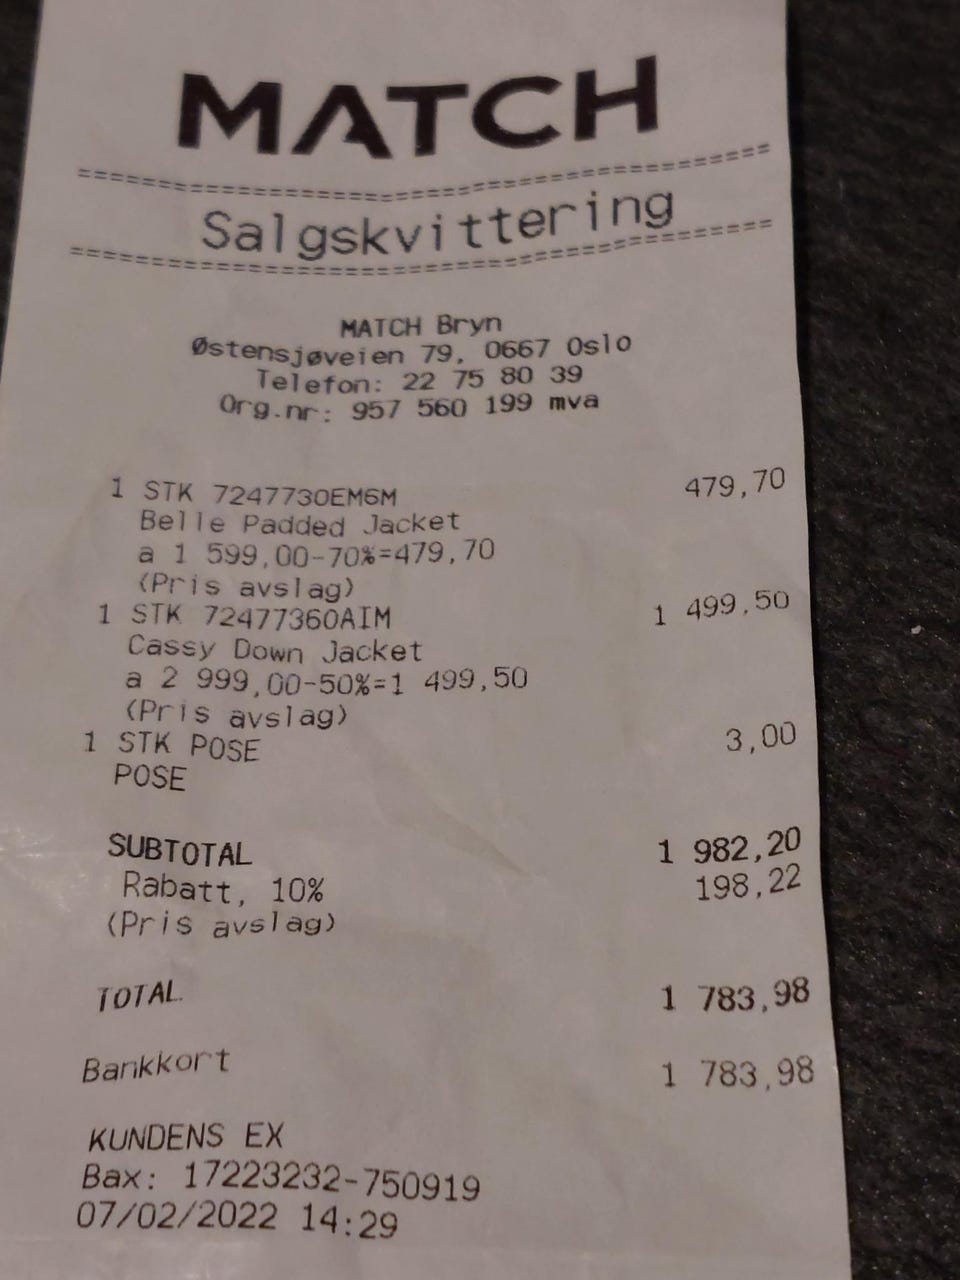 MATCH
Salgskvittering
MATCH Bryn
Østensjøveien 79, 0667 Oslo
Telefon: 22 75 80 39
Org.nr: 957 560 199 mva
1 STK 7247730EM6M 479,70
Belle Padded Jacket
a 1 599,00-70%=479,70
(Pris avslag)
1 STK 72477360AIM 1 499,50
Cassy Down Jacket
a 2 999,00-50%=1 499,50
(Pris avslag)
1 STK POSE 3,00
POSE
SUBTOTAL 1 982,20
Rabatt, 10% 198,22
(Pris avslag)
TOTAL 1 783,98
Bankkort 1 783,98
KUNDENS EX
Bax: 17223232-750919
07/02/2022 14:29